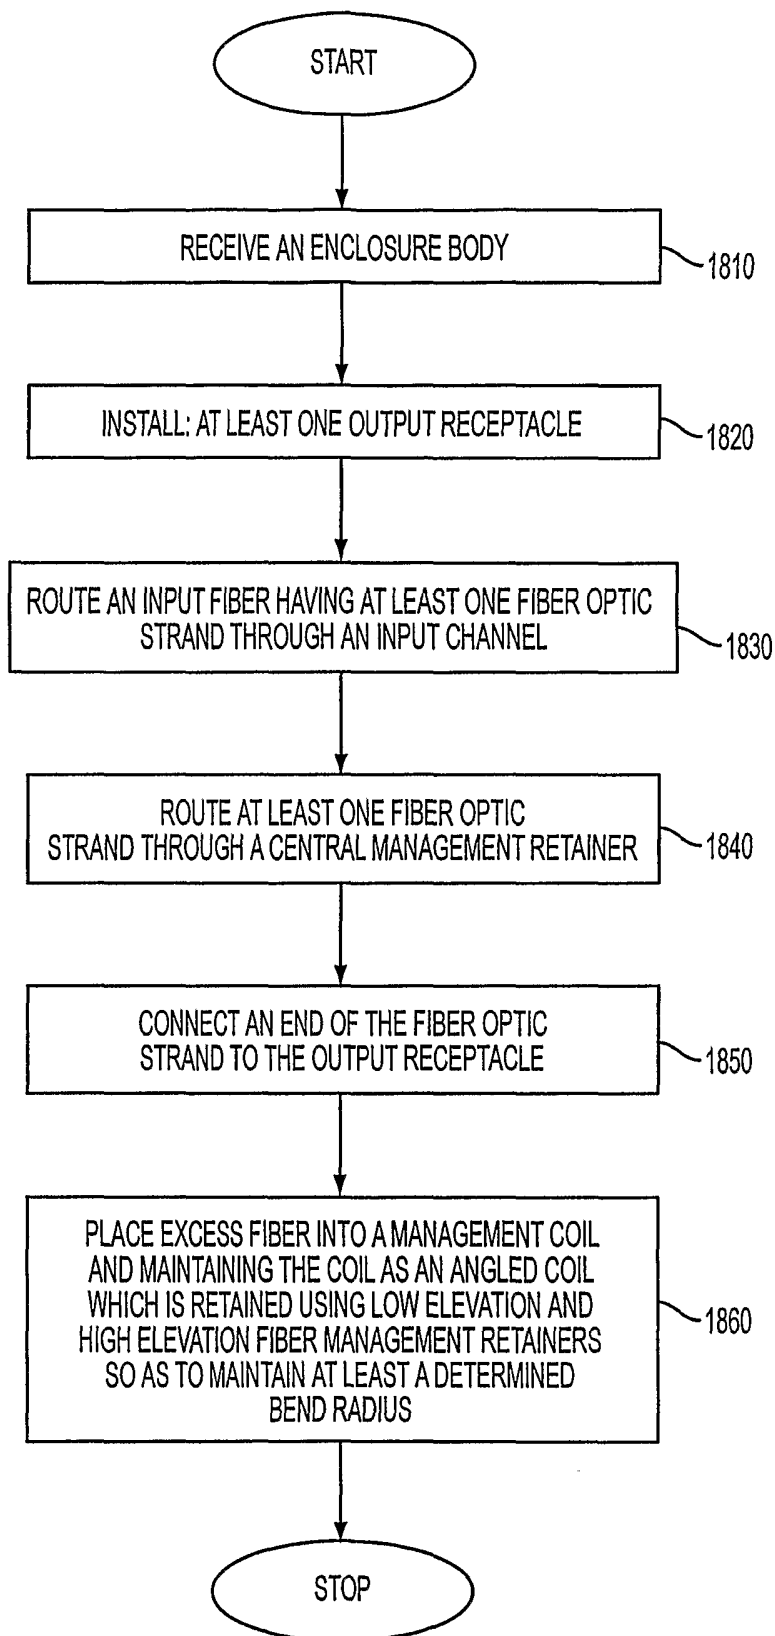 START
RECEIVE AN ENCLOSURE BODY
1810
INSTALL: AT LEAST ONE OUTPUT RECEPTACLE
1820
ROUTE AN INPUT FIBER HAVING AT LEAST ONE FIBER OPTIC
STRAND THROUGH AN INPUT CHANNEL
1830
ROUTE AT LEAST ONE FIBER OPTIC
STRAND THROUGH A CENTRAL MANAGEMENT RETAINER
1840
CONNECT AN END OF THE FIBER OPTIC
STRAND TO THE OUTPUT RECEPTACLE
1850
PLACE EXCESS FIBER INTO A MANAGEMENT COIL
AND MAINTAINING THE COIL AS AN ANGLED COIL
WHICH IS RETAINED USING LOW ELEVATION AND
HIGH ELEVATION FIBER MANAGEMENT RETAINERS
SO AS TO MAINTAIN AT LEAST A DETERMINED
BEND RADIUS
1860
STOP